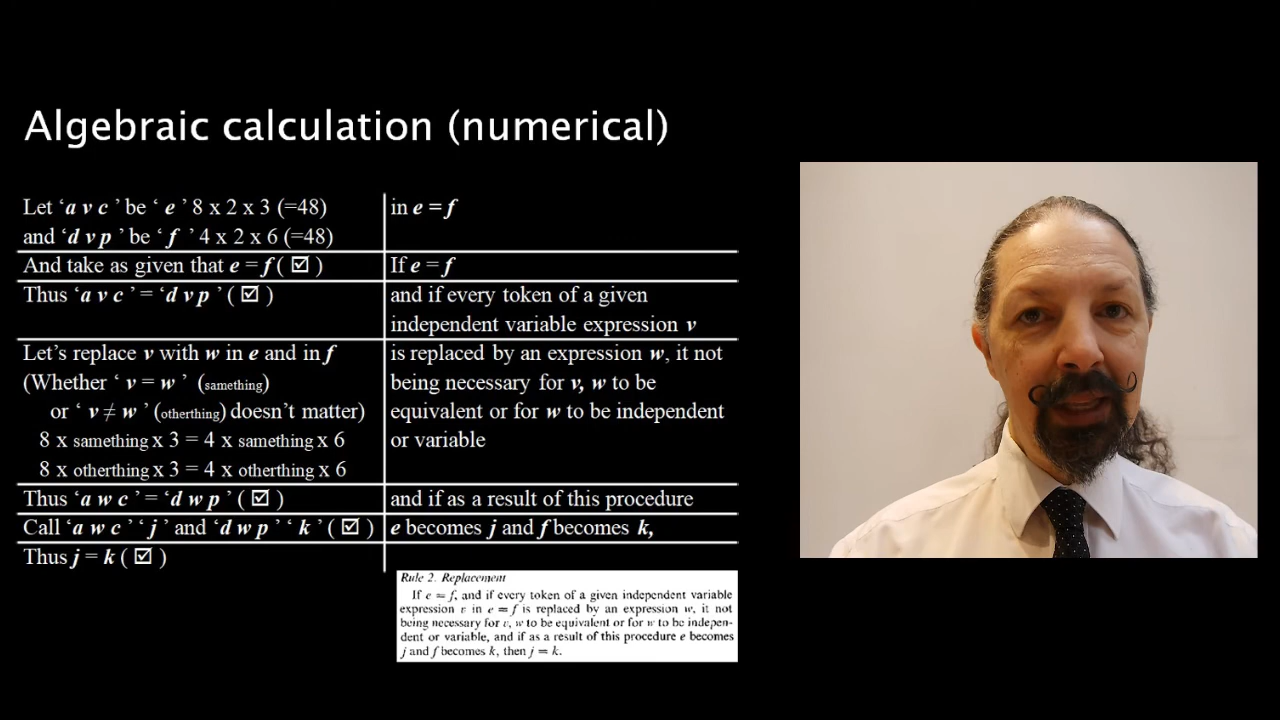 Algebraic calculation (numerical)
Let ‘a v c ’ be ‘ e ’ 8 x 2 x 3 (=48)
and ‘d v p ’ be ‘ f ’ 4 x 2 x 6 (=48)
in e = f
And take as given that e = f ( ☑ )
If e = f
Thus ‘a v c ’ = ‘d v p ’ ( ☑ )
and if every token of a given
independent variable expression v
Let’s replace v with w in e and in f
(Whether ‘ v = w ’ (samething)
or ‘ v ≠ w ’ (otherthing) doesn’t matter)
8 x samething x 3 = 4 x samething x 6
8 x otherthing x 3 = 4 x otherthing x 6
is replaced by an expression w, it not
being necessary for v, w to be
equivalent or for w to be independent
or variable
Thus ‘a w c ’ = ‘d w p ’ ( ☑ )
and if as a result of this procedure
Call ‘a w c ’ ‘ j ’ and ‘d w p ’ ‘ k ’ ( ☑ )
e becomes j and f becomes k,
Thus j = k ( ☑ )
Rule 2. Replacement
If e = f, and if every token of a given independent variable
expression v in e = f is replaced by an expression w, it not
being necessary for v, w to be equivalent or for w to be indepen-
dent or variable, and if as a result of this procedure e becomes
j and f becomes k, then j = k.